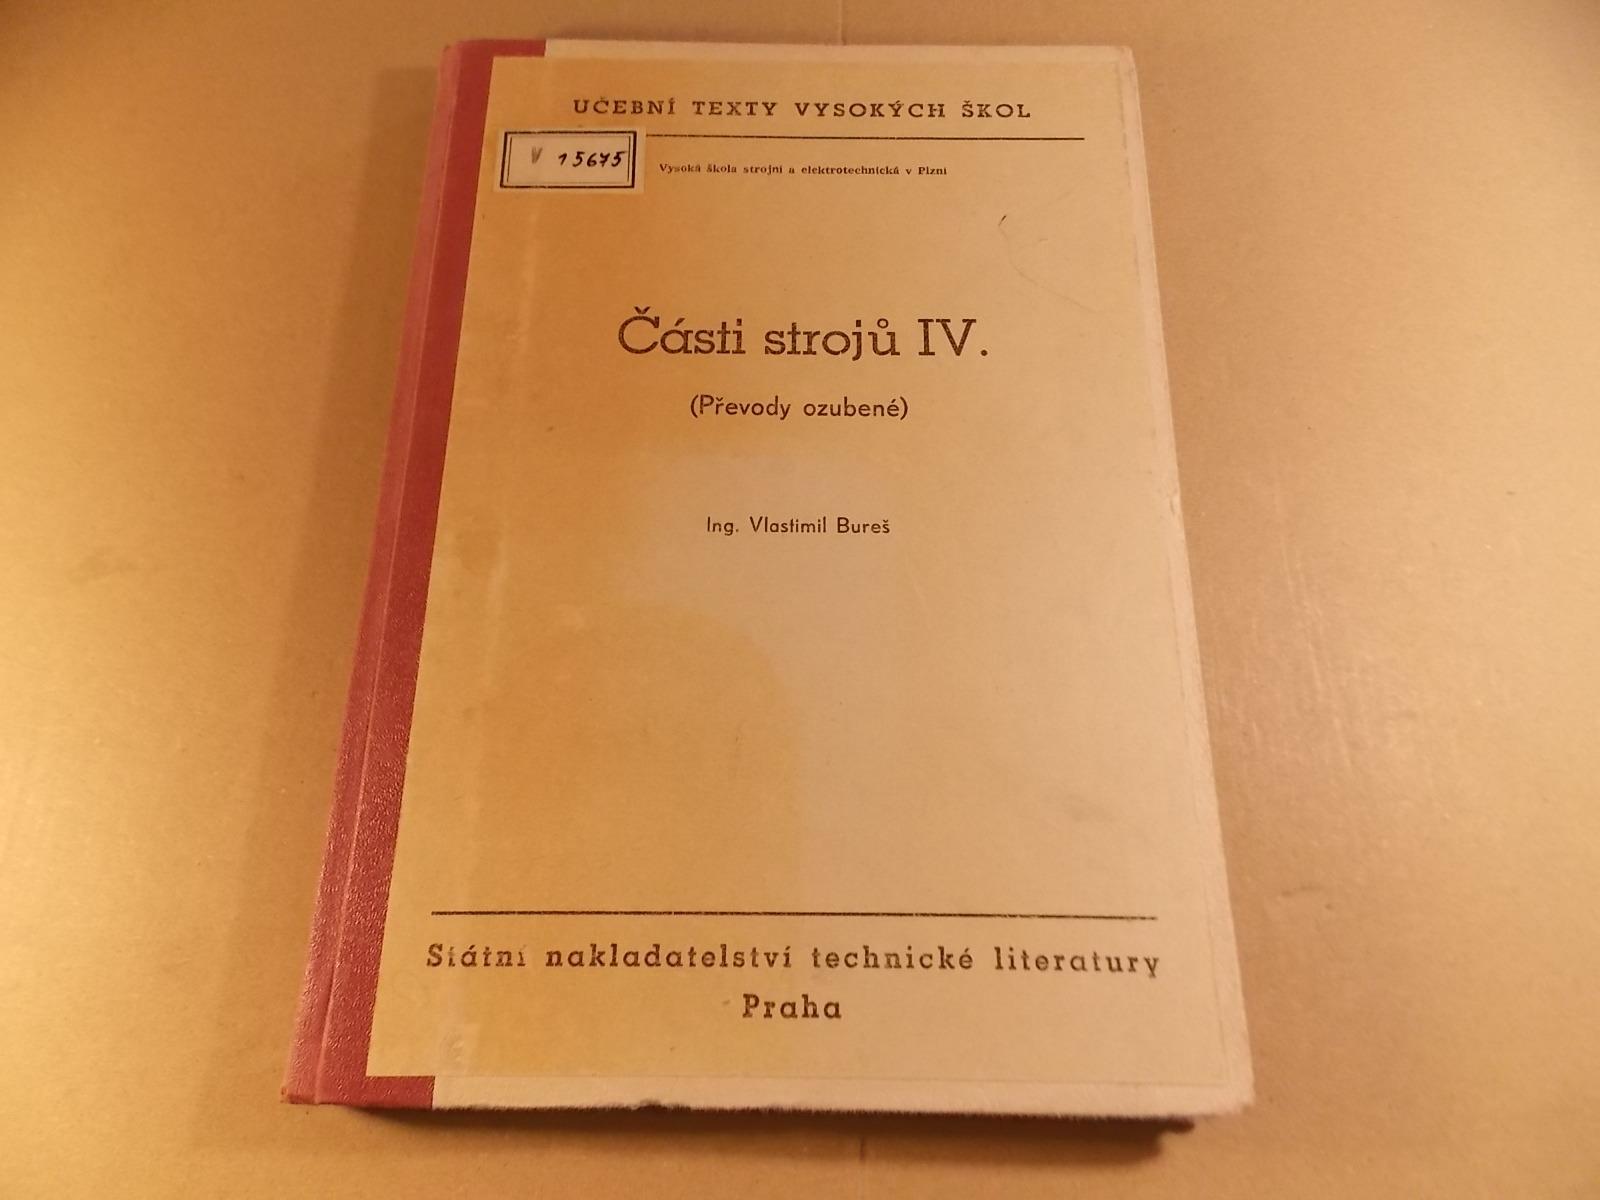 UČEBNÍ TEXTY VYSOKÝCH ŠKOL
V 15675
Vysoká škola strojní a elektrotechnická v Plzni
Části strojů IV.
(Převody ozubené)
Ing. Vlastimil Bureš
Státní nakladatelství technické literatury
Praha